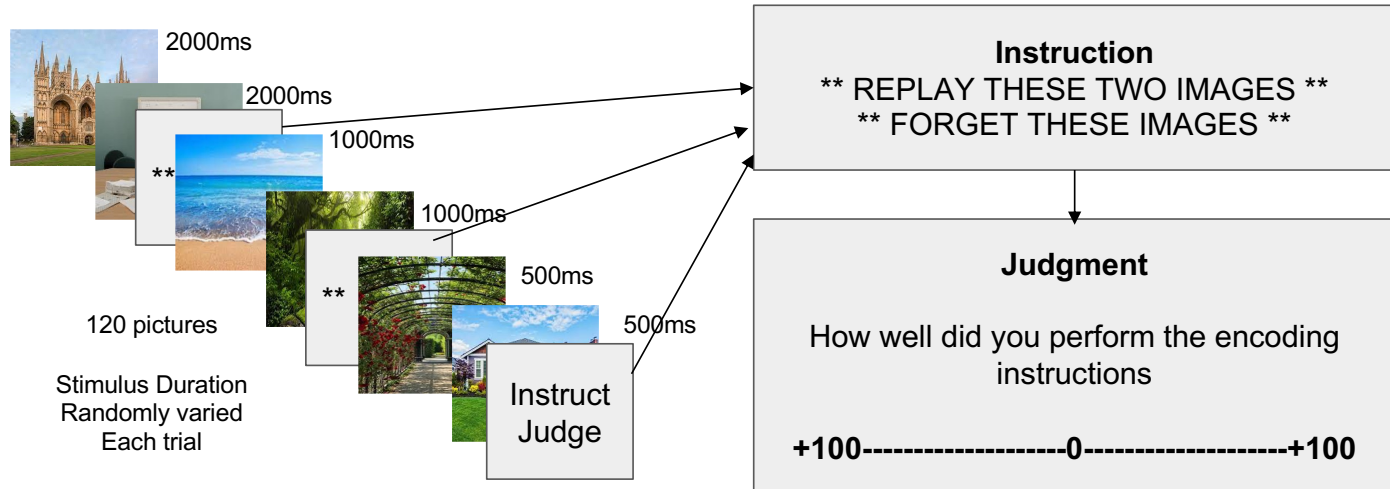 2000ms
2000ms
**
1000ms
1000ms
**
500ms
500ms
Instruct
Judge
120 pictures
Stimulus Duration
Randomly varied
Each trial
Instruction
** REPLAY THESE TWO IMAGES **
** FORGET THESE IMAGES **
Judgment
How well did you perform the encoding
instructions
+100---------------------0---------------------+100